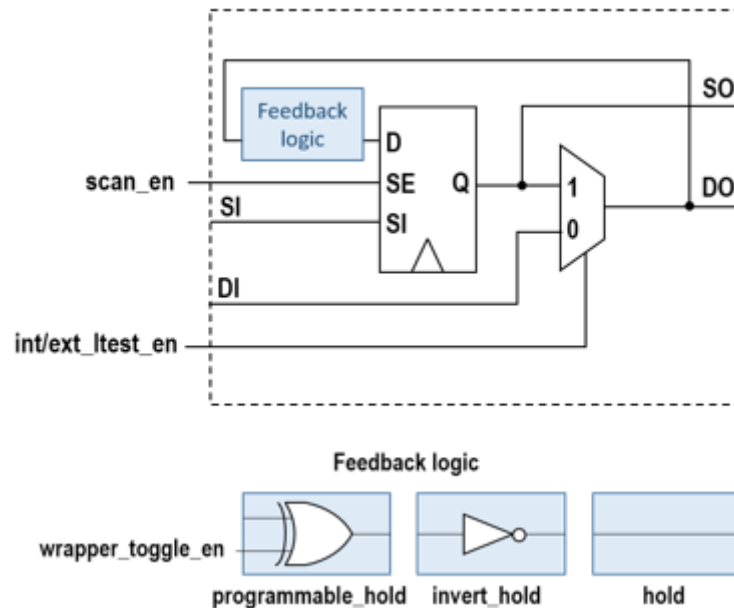 SO
Feedback
logic
D
scan_en
SE
Q
1
DO
SI
SI
0
DI
int/ext_ltest_en
Feedback logic
wrapper_toggle_en
programmable_hold
invert_hold
hold